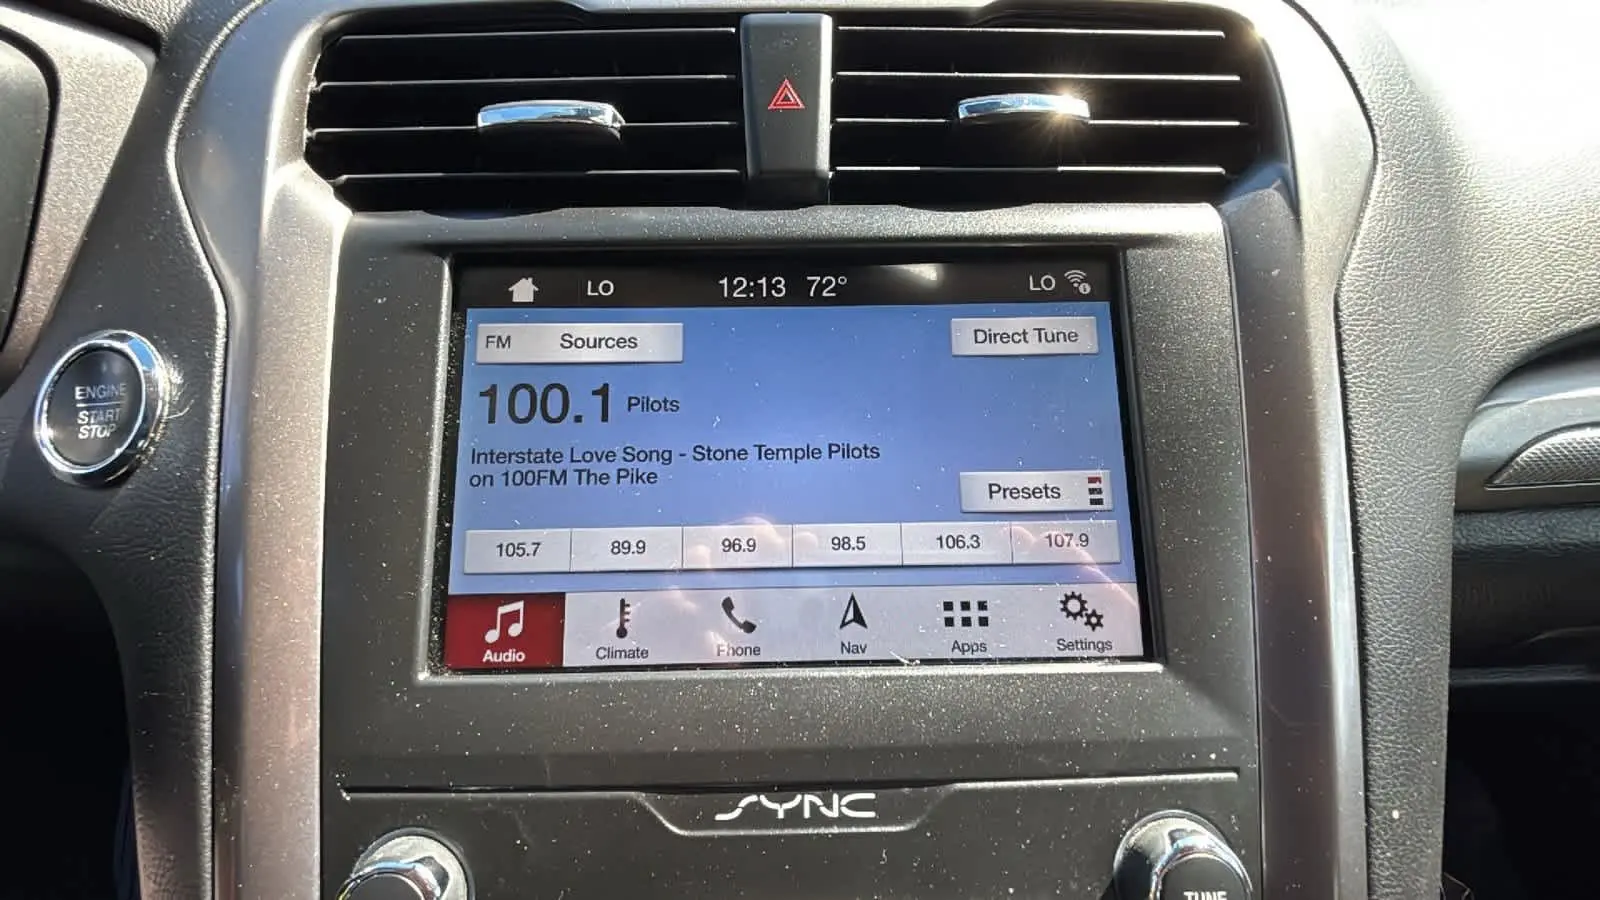 LO
12:13 72°
LO
FM Sources
Direct Tune
100.1 Pilots
Interstate Love Song - Stone Temple Pilots
on 100FM The Pike
Presets
105.7 89.9 96.9 98.5 106.3 107.9
Audio Climate Phone Nav Apps Settings
ENGINE
START
STOP
SYNC
TUNE